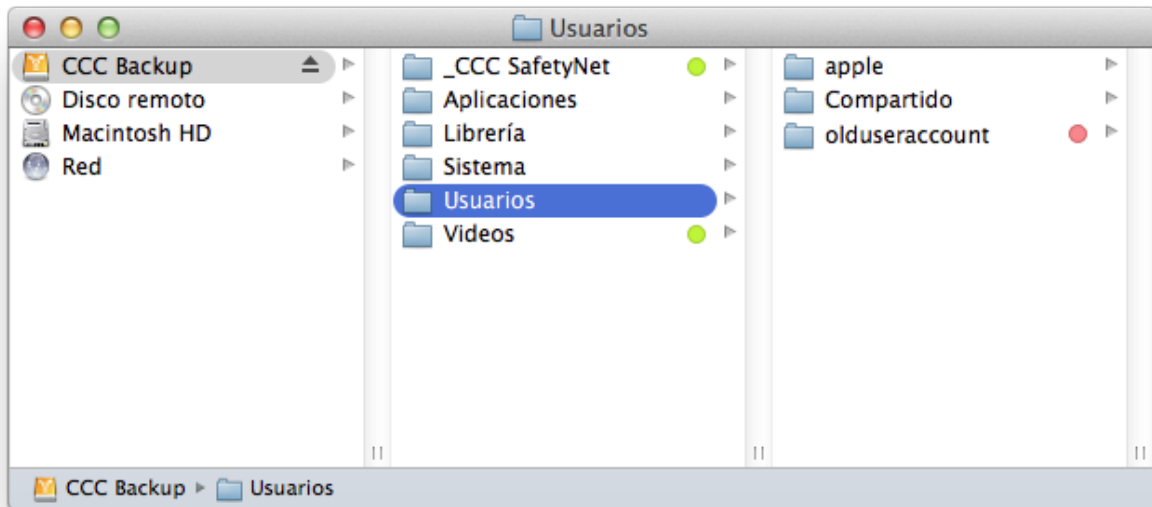 Usuarios
CCC Backup
Disco remoto
Macintosh HD
Red
_CCC SafetyNet
Aplicaciones
Librería
Sistema
Usuarios
Videos
apple
Compartido
olduseraccount
CCC Backup Usuarios